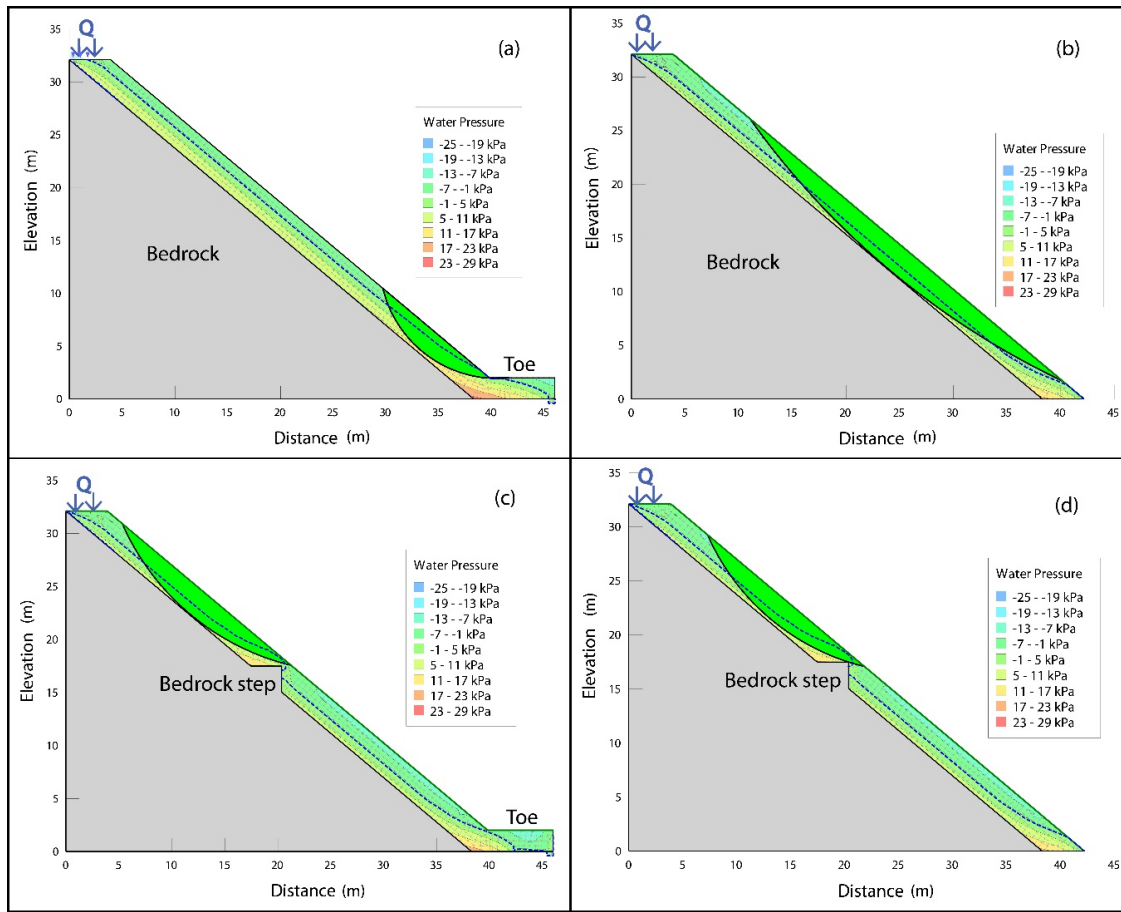 Q
(a)
35
30
25
20
15
10
5
0
Elevation (m)
Water Pressure
-25 - -19 kPa
-19 - -13 kPa
-13 - -7 kPa
-7 - -1 kPa
-1 - 5 kPa
5 - 11 kPa
11 - 17 kPa
17 - 23 kPa
23 - 29 kPa
Bedrock
Toe
0 5 10 15 20 25 30 35 40 45
Distance (m)
Q
(b)
35
30
25
20
15
10
5
0
Elevation (m)
Water Pressure
-25 - -19 kPa
-19 - -13 kPa
-13 - -7 kPa
-7 - -1 kPa
-1 - 5 kPa
5 - 11 kPa
11 - 17 kPa
17 - 23 kPa
23 - 29 kPa
Bedrock
0 5 10 15 20 25 30 35 40 45
Distance (m)
Q
(c)
35
30
25
20
15
10
5
0
Elevation (m)
Water Pressure
-25 - -19 kPa
-19 - -13 kPa
-13 - -7 kPa
-7 - -1 kPa
-1 - 5 kPa
5 - 11 kPa
11 - 17 kPa
17 - 23 kPa
23 - 29 kPa
Bedrock step
Toe
0 5 10 15 20 25 30 35 40 45
Distance (m)
Q
(d)
35
30
25
20
15
10
5
0
Elevation (m)
Water Pressure
-25 - -19 kPa
-19 - -13 kPa
-13 - -7 kPa
-7 - -1 kPa
-1 - 5 kPa
5 - 11 kPa
11 - 17 kPa
17 - 23 kPa
23 - 29 kPa
Bedrock step
0 5 10 15 20 25 30 35 40 45
Distance (m)